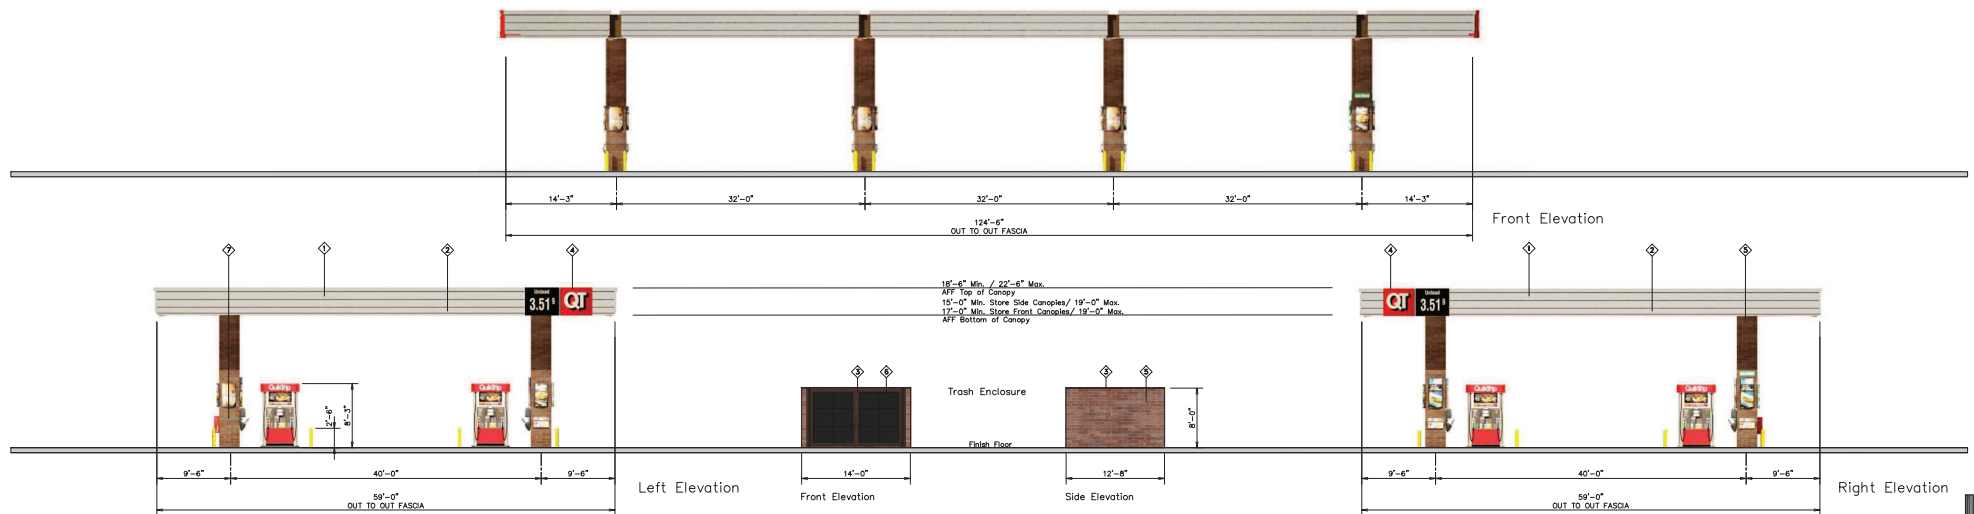 14'-3" 32'-0" 32'-0" 32'-0" 14'-3"
124'-6"
OUT TO OUT FASCIA
Front Elevation
7 1 2 4
Unlead
3.51 9
QT
QuikTrip QuikTrip
2'-6"
8'-3"
9'-6" 40'-0" 9'-6"
59'-0"
OUT TO OUT FASCIA
Left Elevation
18'-6" Min. / 22'-6" Max.
AFF Top of Canopy
15'-0" Min. Store Side Canopies/ 19'-0" Max.
17'-0" Min. Store Front Canopies/ 19'-0" Max.
AFF Bottom of Canopy
3 6
Trash Enclosure
Finish Floor
14'-0"
Front Elevation
3 5
8'-0"
12'-8"
Side Elevation
4 1 2 5
QT
Unlead
3.51 9
QuikTrip QuikTrip
9'-6" 40'-0" 9'-6"
59'-0"
OUT TO OUT FASCIA
Right Elevation